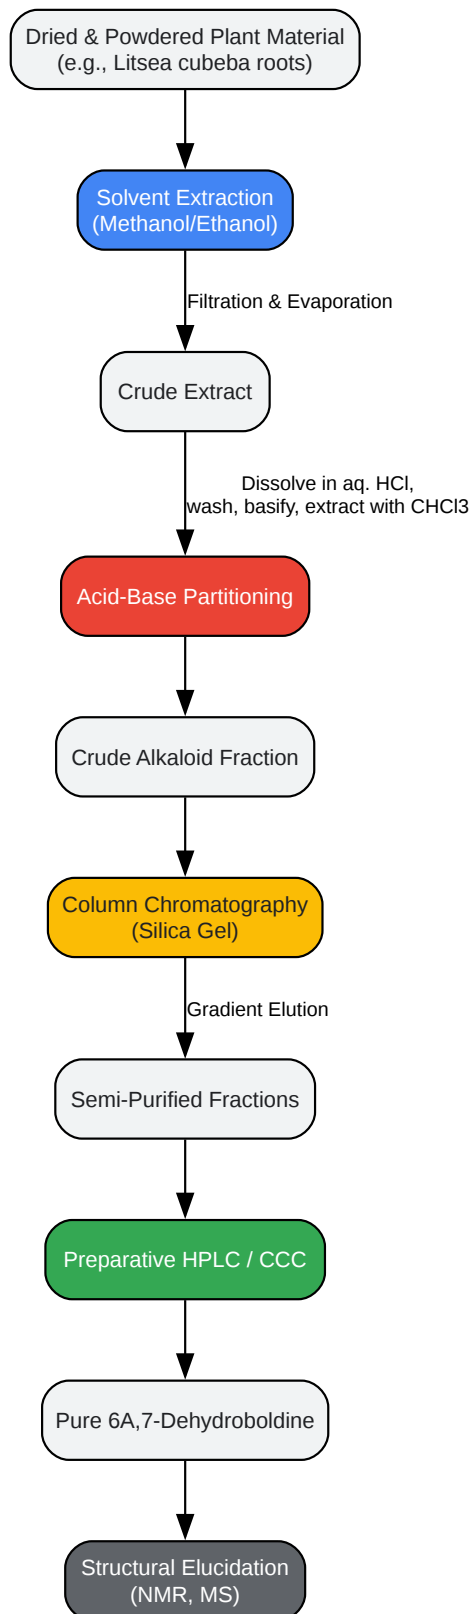 Dried & Powdered Plant Material
(e.g., Litsea cubeba roots)
Solvent Extraction
(Methanol/Ethanol)
Filtration & Evaporation
Crude Extract
Dissolve in aq. HCl,
wash, basify, extract with CHCl3
Acid-Base Partitioning
Crude Alkaloid Fraction
Column Chromatography
(Silica Gel)
Gradient Elution
Semi-Purified Fractions
Preparative HPLC / CCC
Pure 6A,7-Dehydroboldine
Structural Elucidation
(NMR, MS)